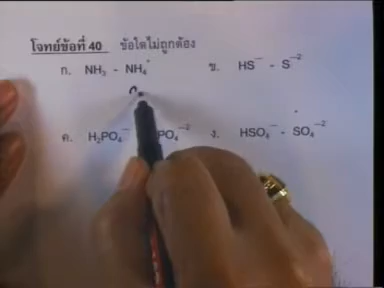 โจทย์ข้อที่ 40 ข้อใดไม่ถูกต้อง
ก. NH₃ - NH₄⁺ ข. HS⁻ - S⁻²
ค. H₂PO₄⁻ PO₄⁻² ง. HSO₄⁻ - SO₄⁻²